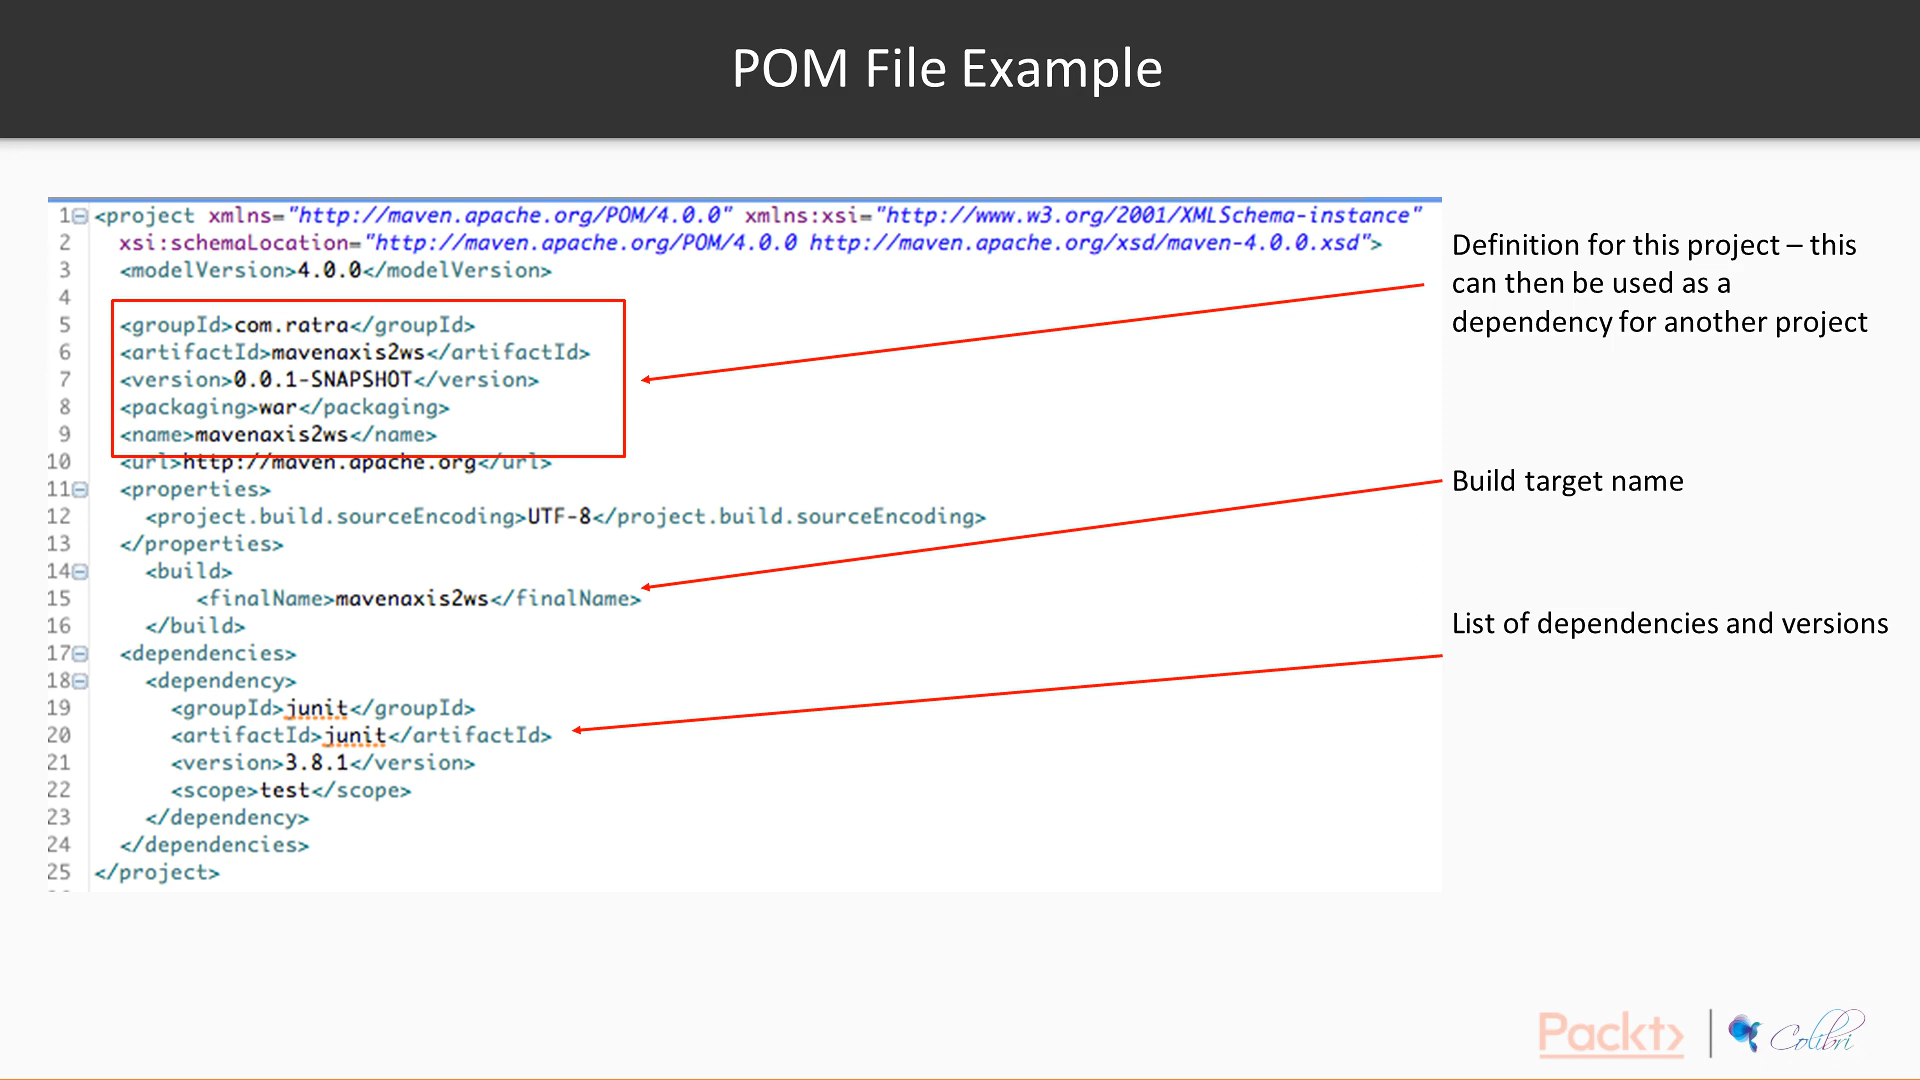 POM File Example
1 <project xmlns="http://maven.apache.org/POM/4.0.0" xmlns:xsi="http://www.w3.org/2001/XMLSchema-instance"
2 xsi:schemaLocation="http://maven.apache.org/POM/4.0.0 http://maven.apache.org/xsd/maven-4.0.0.xsd">
3 <modelVersion>4.0.0</modelVersion>
4
5 <groupId>com.ratra</groupId>
6 <artifactId>mavenaxis2ws</artifactId>
7 <version>0.0.1-SNAPSHOT</version>
8 <packaging>war</packaging>
9 <name>mavenaxis2ws</name>
10 <url>http://maven.apache.org</url>
11 <properties>
12 <project.build.sourceEncoding>UTF-8</project.build.sourceEncoding>
13 </properties>
14 <build>
15 <finalName>mavenaxis2ws</finalName>
16 </build>
17 <dependencies>
18 <dependency>
19 <groupId>junit</groupId>
20 <artifactId>junit</artifactId>
21 <version>3.8.1</version>
22 <scope>test</scope>
23 </dependency>
24 </dependencies>
25 </project>
Definition for this project – this
can then be used as a
dependency for another project
Build target name
List of dependencies and versions
Packt>
Colibri